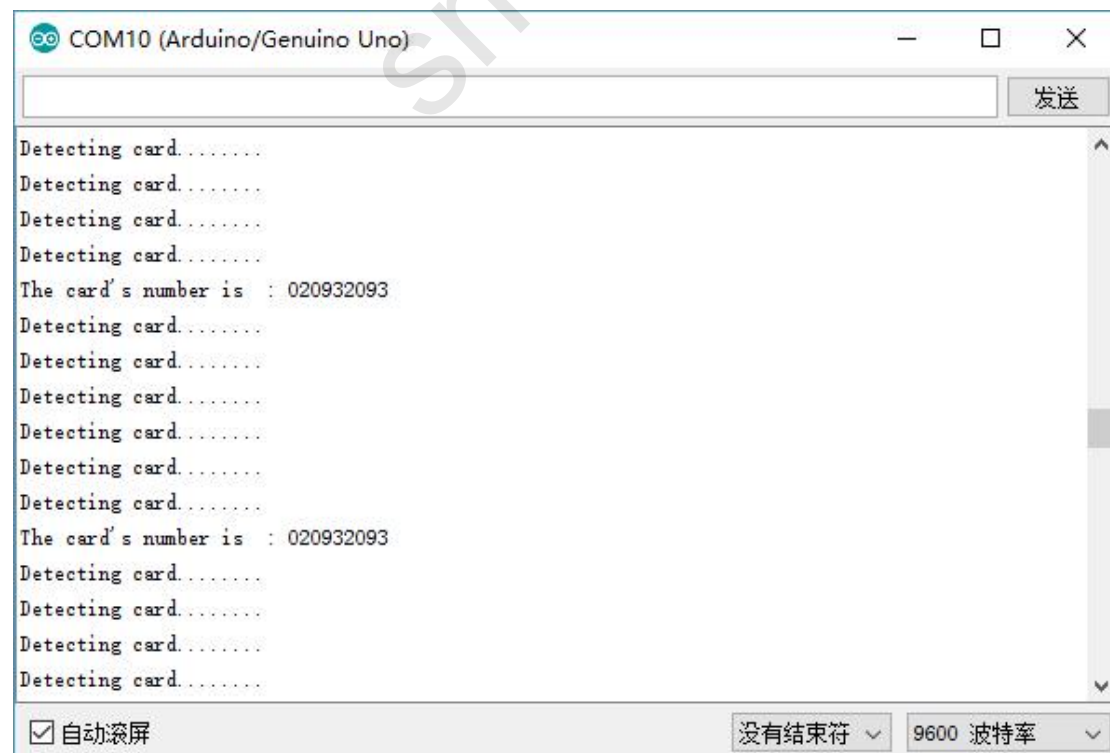 COM10 (Arduino/Genuino Uno)
发送
Detecting card........
Detecting card........
Detecting card........
Detecting card........
The card's number is : 020932093
Detecting card........
Detecting card........
Detecting card........
Detecting card........
Detecting card........
Detecting card........
The card's number is : 020932093
Detecting card........
Detecting card........
Detecting card........
Detecting card........
自动滚屏 没有结束符 9600 波特率